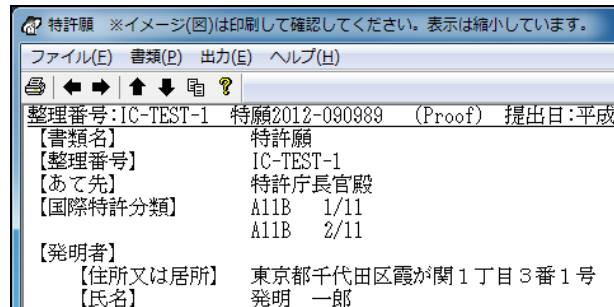 特許願　※イメージ(図)は印刷して確認してください。表示は縮小しています。
ファイル(F)　書類(P)　出力(E)　ヘルプ(H)
整理番号:IC-TEST-1　特願2012-090989　(Proof)　提出日:平成
【書類名】　特許願
【整理番号】　IC-TEST-1
【あて先】　特許庁長官殿
【国際特許分類】　A11B　1/11
A11B　2/11
【発明者】
【住所又は居所】　東京都千代田区霞が関１丁目３番１号
【氏名】　発明　一郎